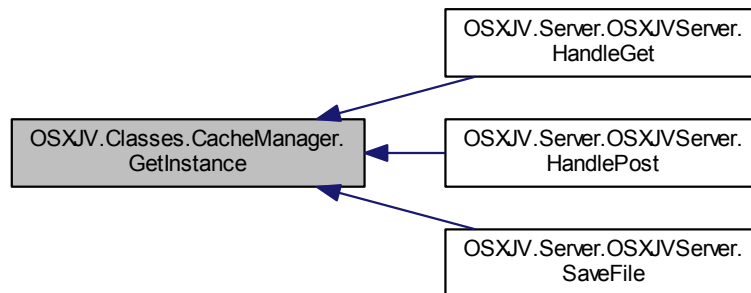 OSXJV.Server.OSXJVServer.
HandleGet
OSXJV.Classes.CacheManager.
GetInstance
OSXJV.Server.OSXJVServer.
HandlePost
OSXJV.Server.OSXJVServer.
SaveFile